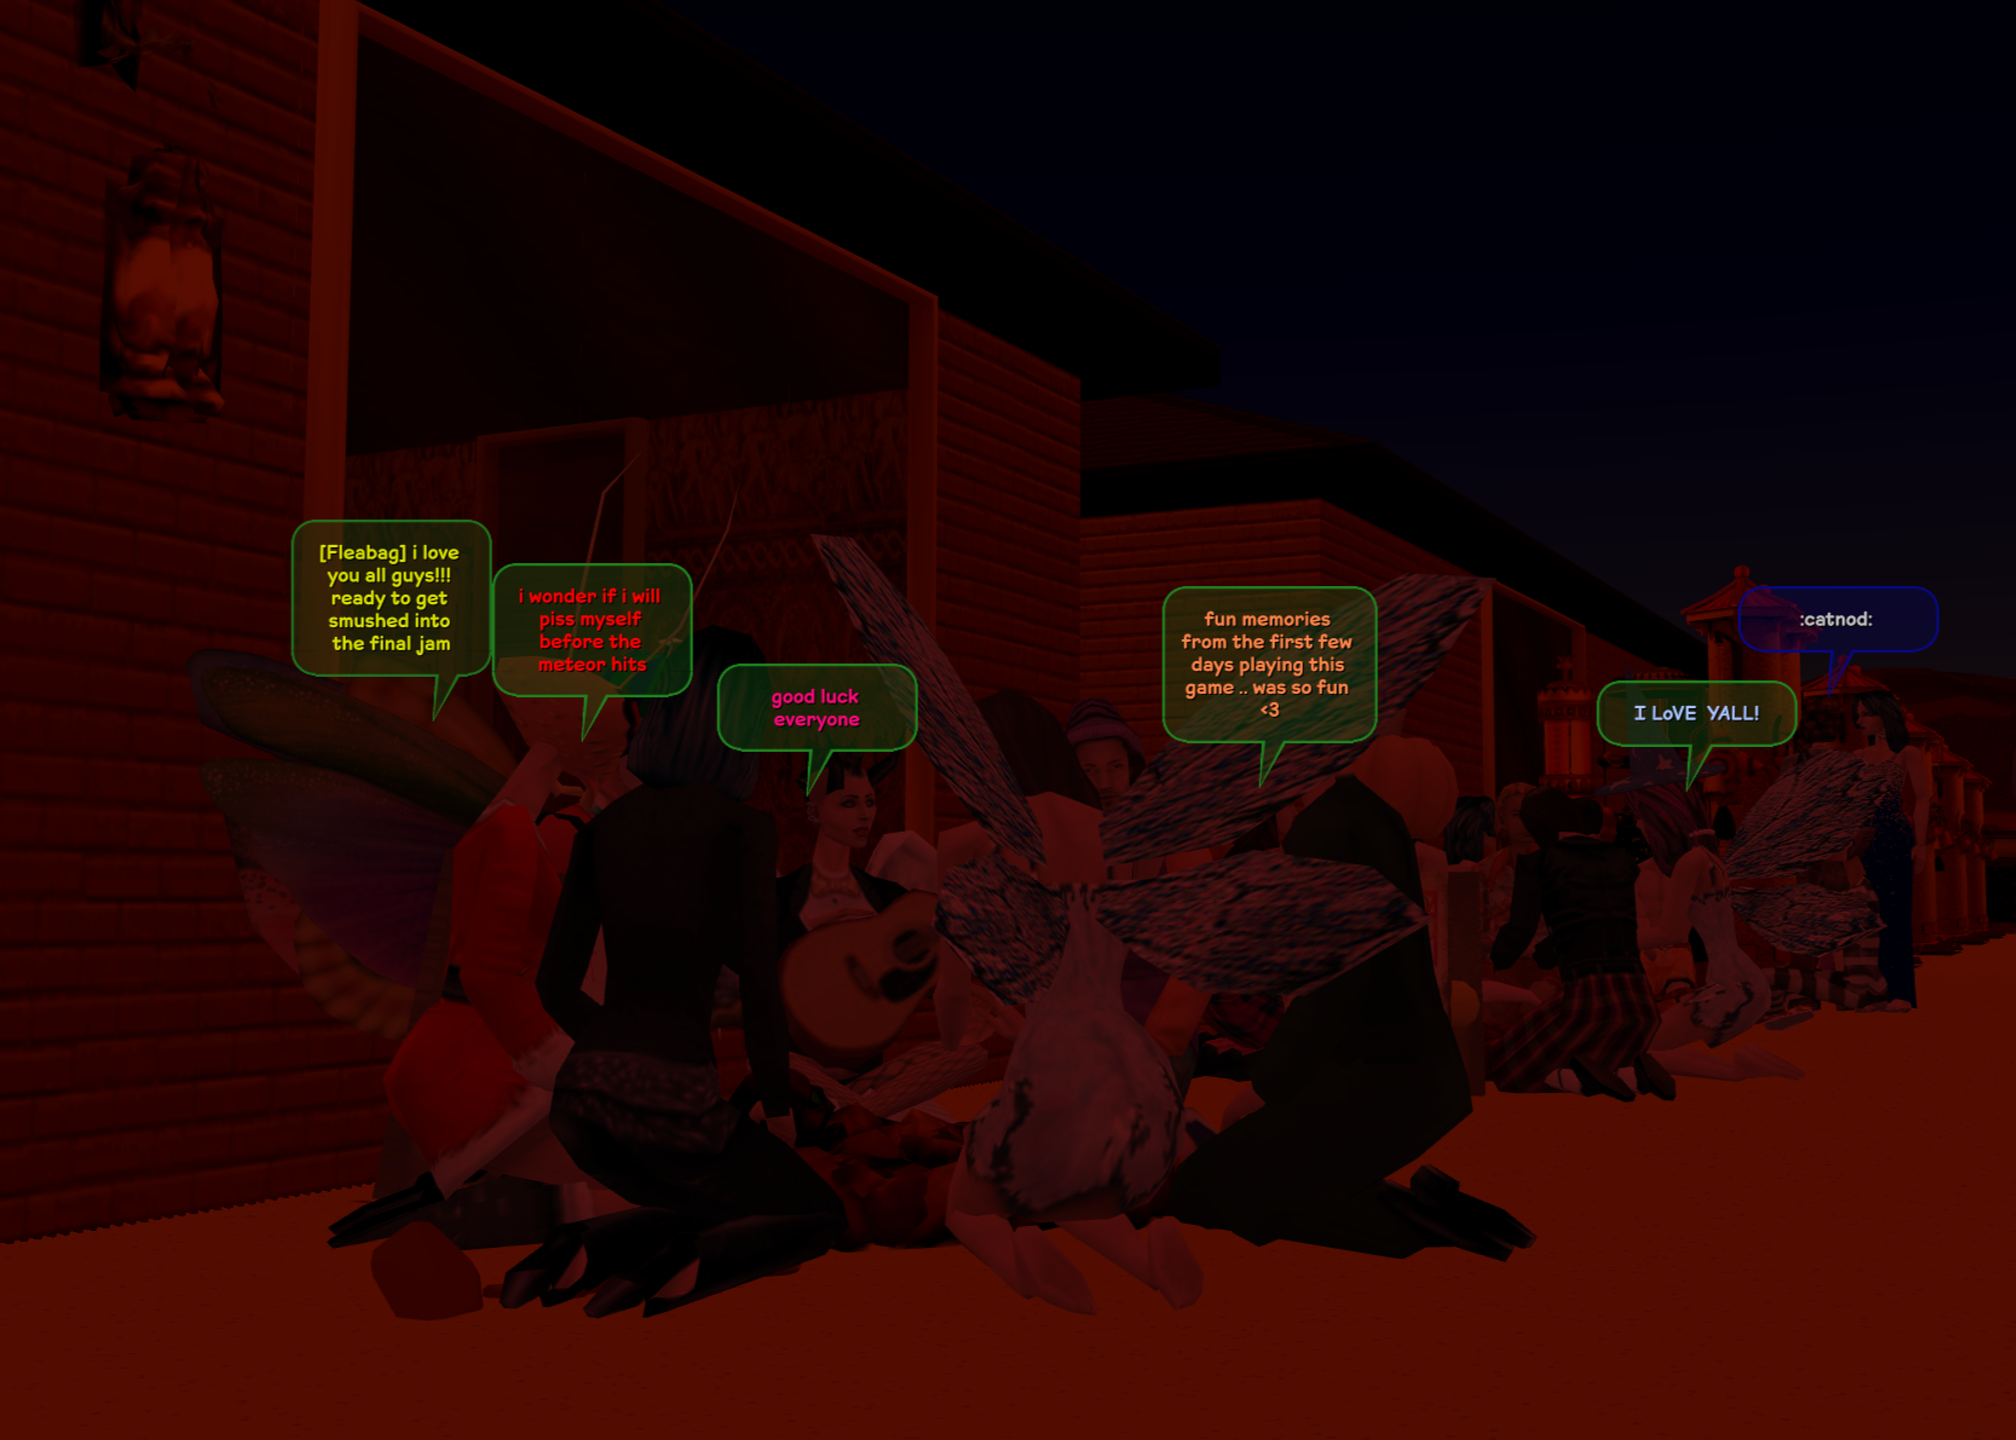 [Fleabag] i love
you all guys!!!
ready to get
smushed into
the final jam
i wonder if i will
piss myself
before the
meteor hits
good luck
everyone
fun memories
from the first few
days playing this
game .. was so fun
<3
I LoVE YALL!
:catnod: